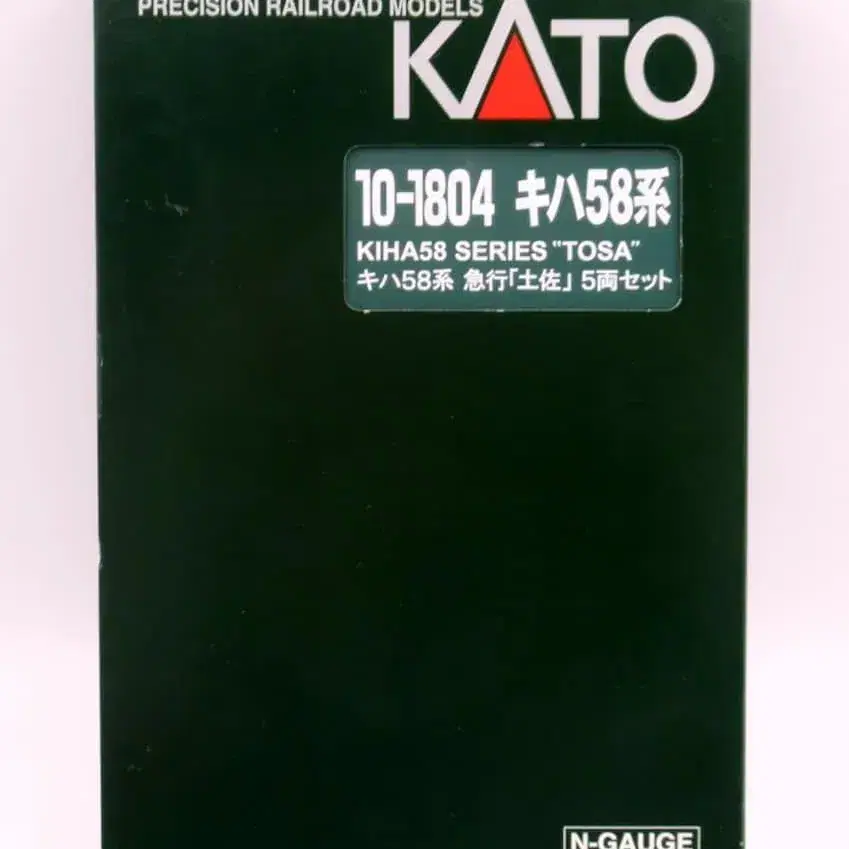 PRECISION RAILROAD MODELS
KATO
10-1804 キハ58系
KIHA58 SERIES "TOSA"
キハ58系 急行「土佐」 5両セット
N-GAUGE